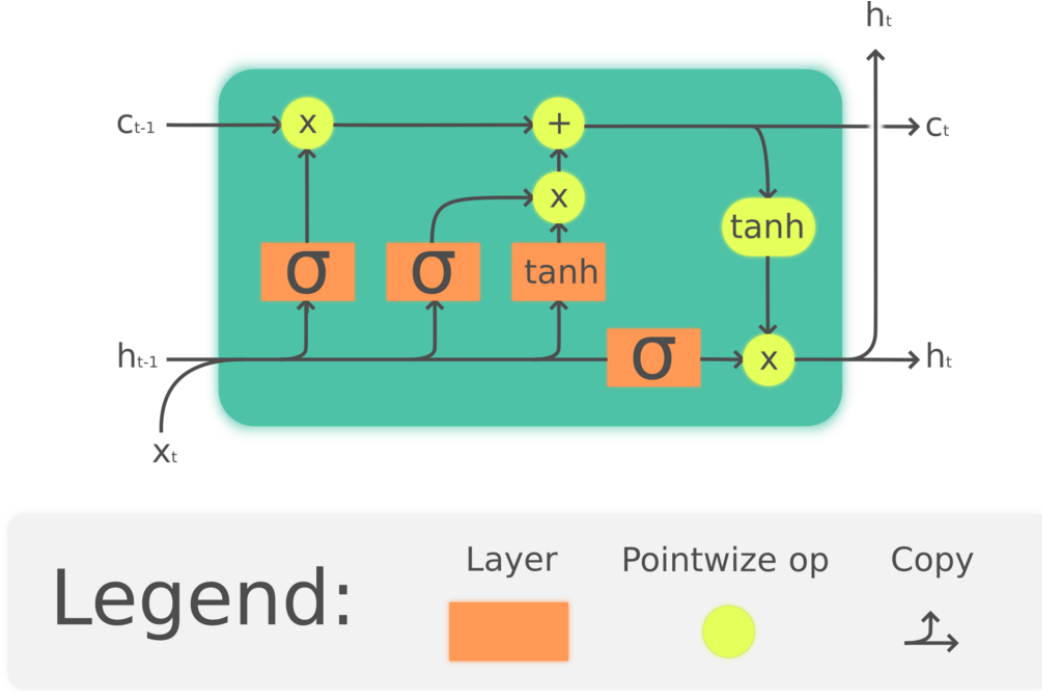 ht
ct-1
x
+
ct
x
tanh
σ
σ
tanh
ht-1
σ
x
ht
xt
Legend:
Layer
Pointwize op
Copy